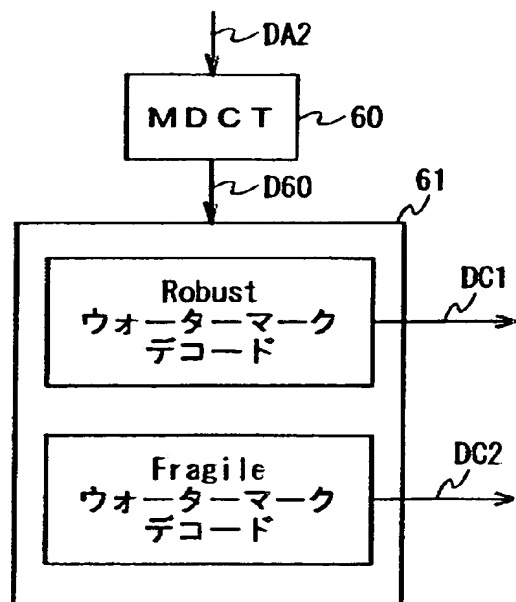 DA2
MDCT
60
D60
61
Robust
ウォーターマーク
デコード
DC1
Fragile
ウォーターマーク
デコード
DC2